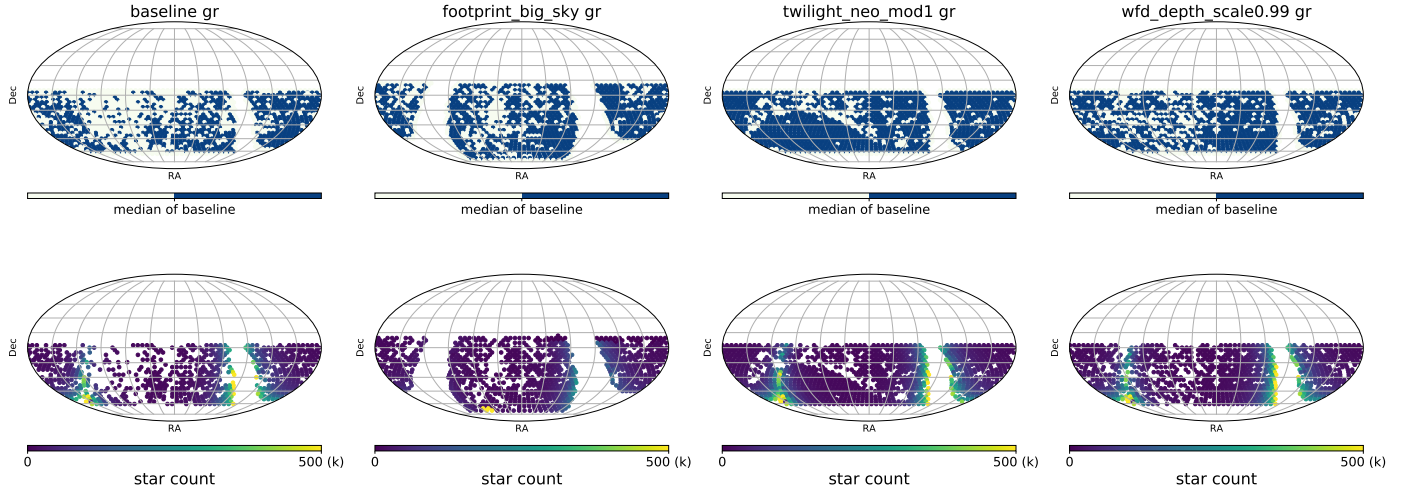 baseline gr footprint_big_sky gr twilight_neo_mod1 gr wfd_depth_scale0.99 gr
Dec Dec Dec Dec
RA RA RA RA
median of baseline median of baseline median of baseline median of baseline
Dec Dec Dec Dec
RA RA RA RA
0 500 (k) 0 500 (k) 0 500 (k) 0 500 (k)
star count star count star count star count